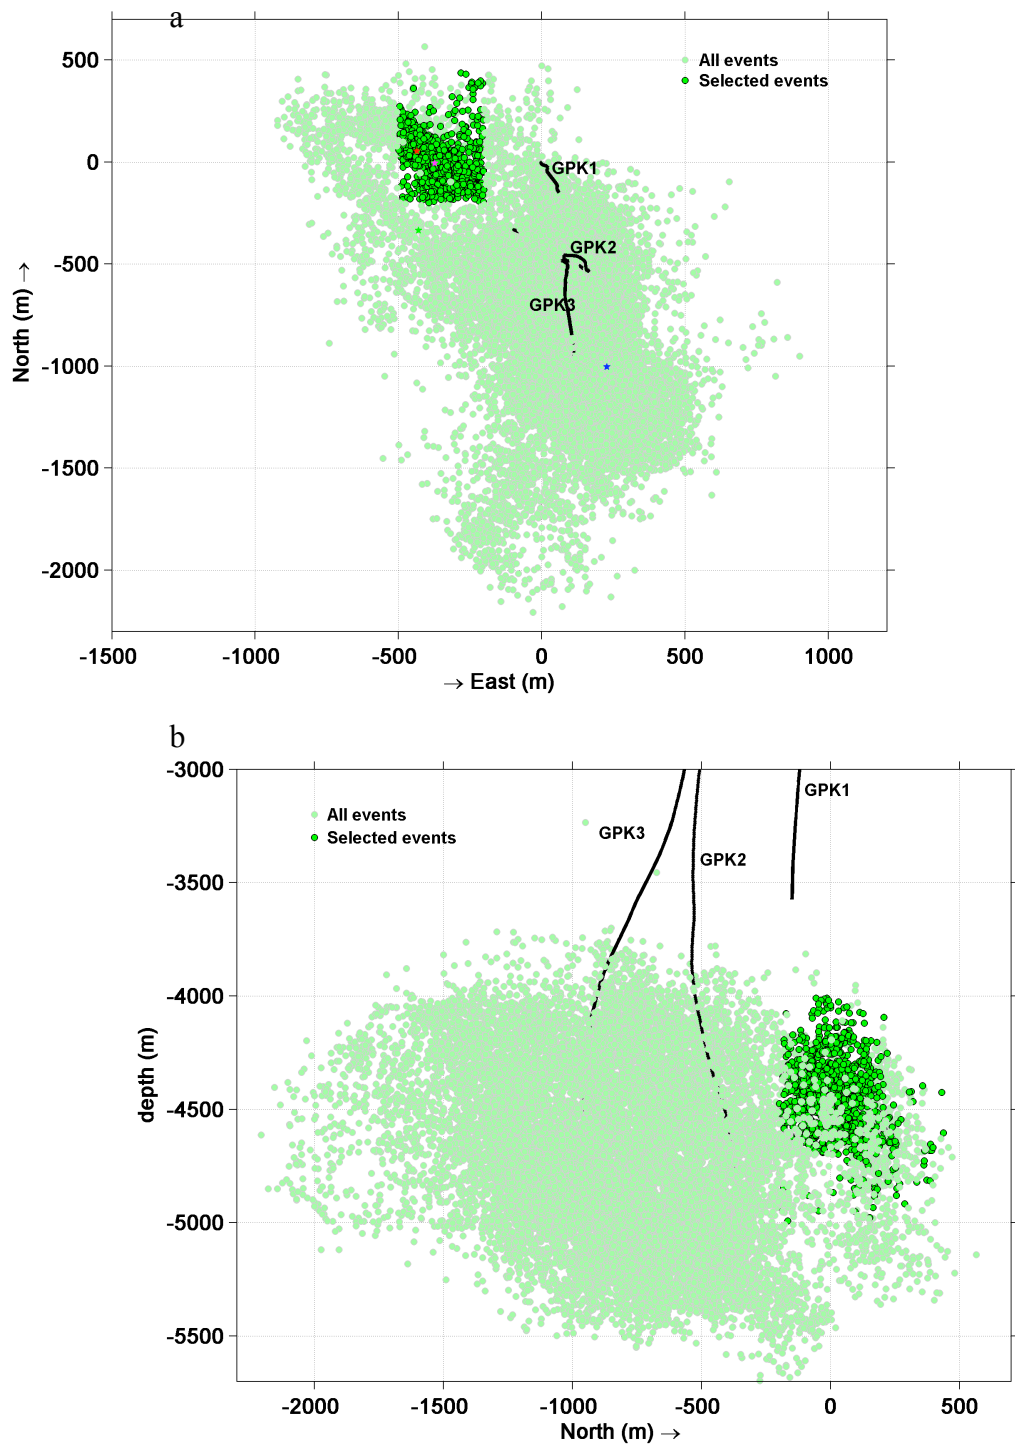 a
500
0
-500
-1000
-1500
-2000
North (m) →
All events
Selected events
GPK1
GPK2
GPK3
-1500 -1000 -500 0 500 1000
→ East (m)
b
-3000
-3500
-4000
-4500
-5000
-5500
depth (m)
All events
Selected events
GPK3
GPK2
GPK1
-2000 -1500 -1000 -500 0 500
North (m) →